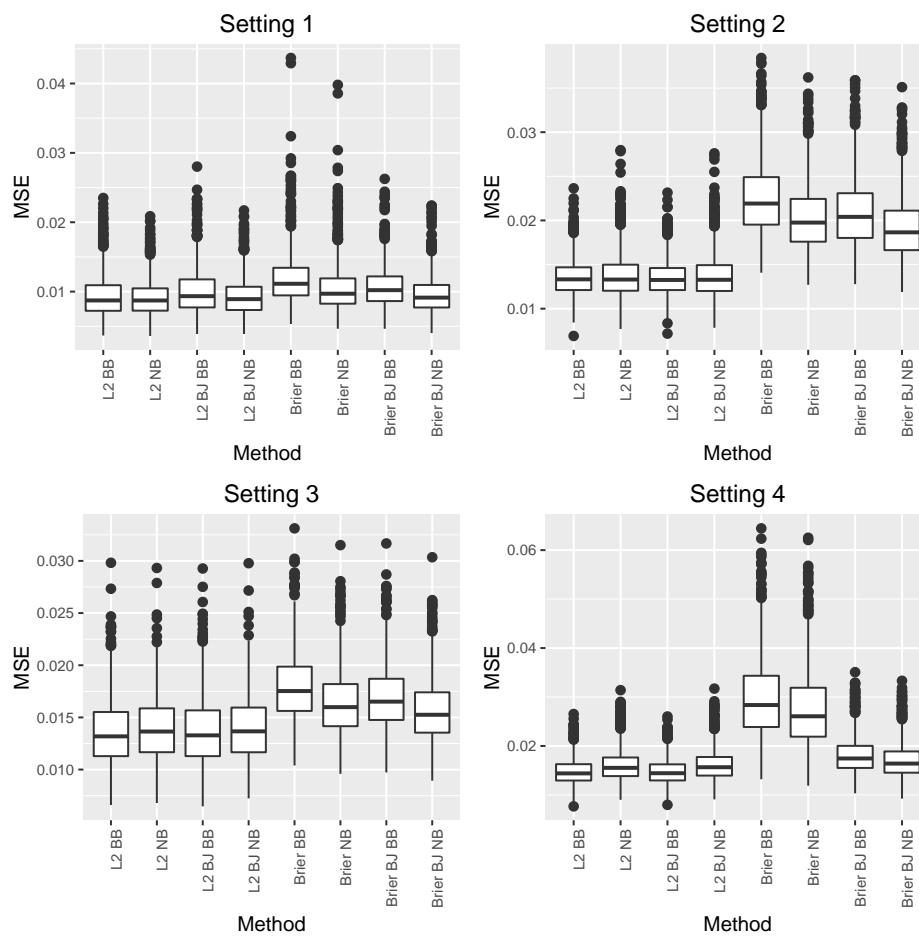 Setting 1
0.04
0.03
0.02
0.01
MSE
L2 BB
L2 NB
L2 BJ BB
L2 BJ NB
Brier BB
Brier NB
Brier BJ BB
Brier BJ NB
Method
Setting 2
0.03
0.02
0.01
MSE
L2 BB
L2 NB
L2 BJ BB
L2 BJ NB
Brier BB
Brier NB
Brier BJ BB
Brier BJ NB
Method
Setting 3
0.030
0.025
0.020
0.015
0.010
MSE
L2 BB
L2 NB
L2 BJ BB
L2 BJ NB
Brier BB
Brier NB
Brier BJ BB
Brier BJ NB
Method
Setting 4
0.06
0.04
0.02
MSE
L2 BB
L2 NB
L2 BJ BB
L2 BJ NB
Brier BB
Brier NB
Brier BJ BB
Brier BJ NB
Method